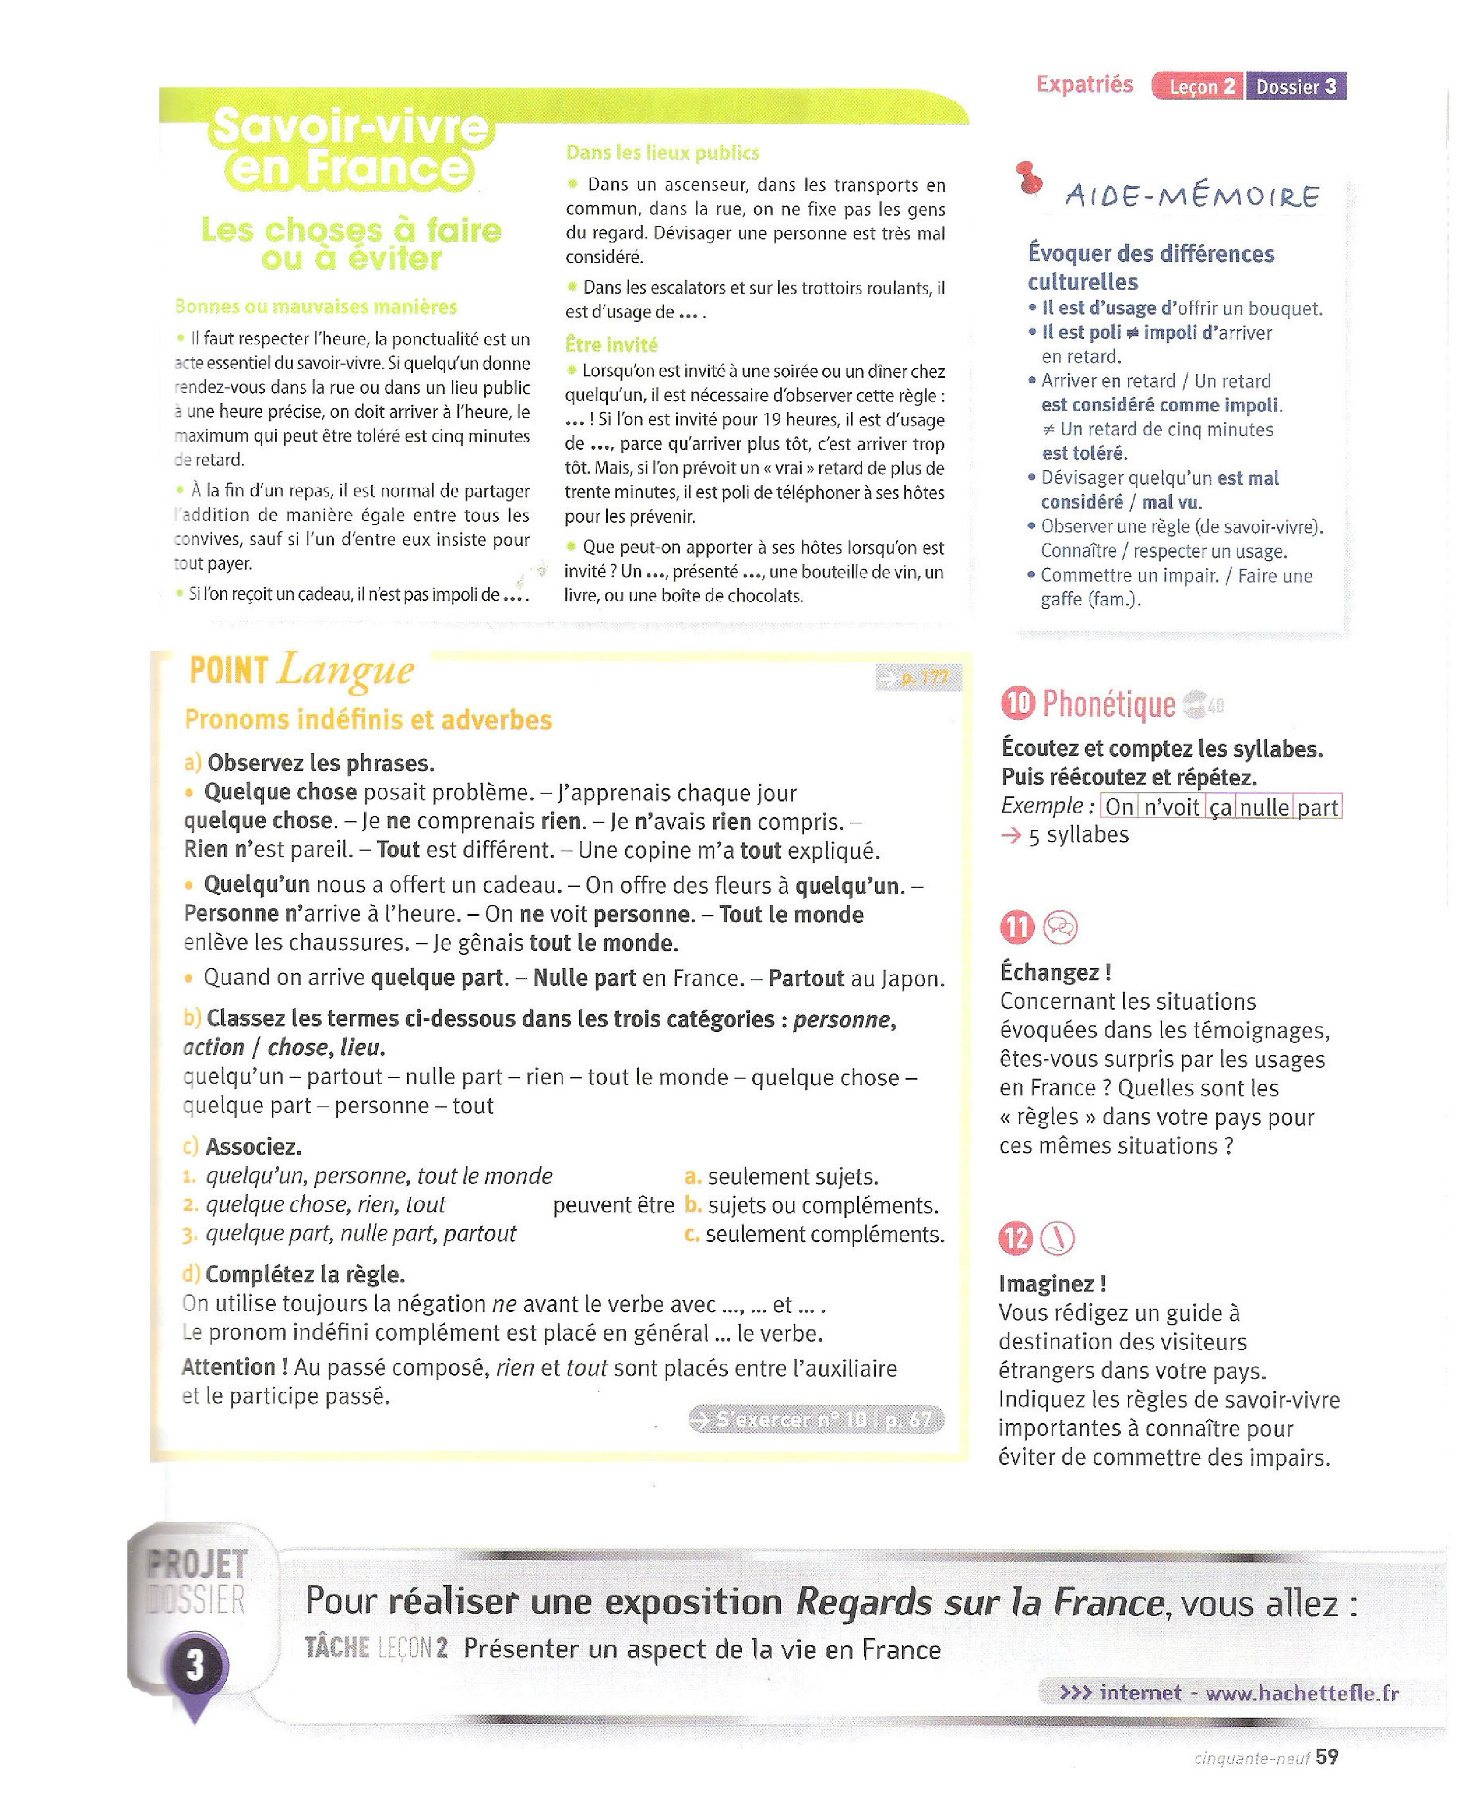 Expatriés Leçon 2 Dossier 3
Savoir-vivre
en France
Les choses à faire
ou à éviter
Bonnes ou mauvaises manières
• Il faut respecter l'heure, la ponctualité est un
acte essentiel du savoir-vivre. Si quelqu'un donne
rendez-vous dans la rue ou dans un lieu public
à une heure précise, on doit arriver à l'heure, le
maximum qui peut être toléré est cinq minutes
de retard.
• À la fin d'un repas, il est normal de partager
l'addition de manière égale entre tous les
convives, sauf si l'un d'entre eux insiste pour
tout payer.
• Si l'on reçoit un cadeau, il n'est pas impoli de ... .
Dans les lieux publics
• Dans un ascenseur, dans les transports en
commun, dans la rue, on ne fixe pas les gens
du regard. Dévisager une personne est très mal
considéré.
• Dans les escalators et sur les trottoirs roulants, il
est d'usage de ... .
Être invité
• Lorsqu'on est invité à une soirée ou un dîner chez
quelqu'un, il est nécessaire d'observer cette règle :
... ! Si l'on est invité pour 19 heures, il est d'usage
de ..., parce qu'arriver plus tôt, c'est arriver trop
tôt. Mais, si l'on prévoit un « vrai » retard de plus de
trente minutes, il est poli de téléphoner à ses hôtes
pour les prévenir.
• Que peut-on apporter à ses hôtes lorsqu'on est
invité ? Un ..., présenté ..., une bouteille de vin, un
livre, ou une boîte de chocolats.
AIDE-MÉMOIRE
Évoquer des différences
culturelles
• Il est d'usage d'offrir un bouquet.
• Il est poli ≠ impoli d'arriver
en retard.
• Arriver en retard / Un retard
est considéré comme impoli.
≠ Un retard de cinq minutes
est toléré.
• Dévisager quelqu'un est mal
considéré / mal vu.
• Observer une règle (de savoir-vivre).
Connaître / respecter un usage.
• Commettre un impair. / Faire une
gaffe (fam.).
POINT Langue
→ p. 177
Pronoms indéfinis et adverbes
a) Observez les phrases.
• Quelque chose posait problème. – J'apprenais chaque jour
quelque chose. – Je ne comprenais rien. – Je n'avais rien compris. –
Rien n'est pareil. – Tout est différent. – Une copine m'a tout expliqué.
• Quelqu'un nous a offert un cadeau. – On offre des fleurs à quelqu'un. –
Personne n'arrive à l'heure. – On ne voit personne. – Tout le monde
enlève les chaussures. – Je gênais tout le monde.
• Quand on arrive quelque part. – Nulle part en France. – Partout au Japon.
b) Classez les termes ci-dessous dans les trois catégories : personne,
action / chose, lieu.
quelqu'un – partout – nulle part – rien – tout le monde – quelque chose –
quelque part – personne – tout
c) Associez.
1. quelqu'un, personne, tout le monde a. seulement sujets.
2. quelque chose, rien, tout peuvent être b. sujets ou compléments.
3. quelque part, nulle part, partout c. seulement compléments.
d) Complétez la règle.
On utilise toujours la négation ne avant le verbe avec ..., ... et ... .
Le pronom indéfini complément est placé en général ... le verbe.
Attention ! Au passé composé, rien et tout sont placés entre l'auxiliaire
et le participe passé.
→ S'exercer n° 10 | p. 67
10 Phonétique 40
Écoutez et comptez les syllabes.
Puis réécoutez et répétez.
Exemple : On n'voit ça nulle part
→ 5 syllabes
11
Échangez !
Concernant les situations
évoquées dans les témoignages,
êtes-vous surpris par les usages
en France ? Quelles sont les
« règles » dans votre pays pour
ces mêmes situations ?
12
Imaginez !
Vous rédigez un guide à
destination des visiteurs
étrangers dans votre pays.
Indiquez les règles de savoir-vivre
importantes à connaître pour
éviter de commettre des impairs.
PROJET
DOSSIER
3
Pour réaliser une exposition Regards sur la France, vous allez :
TÂCHE LEÇON 2 Présenter un aspect de la vie en France
>>> internet - www.hachettefle.fr
cinquante-neuf 59